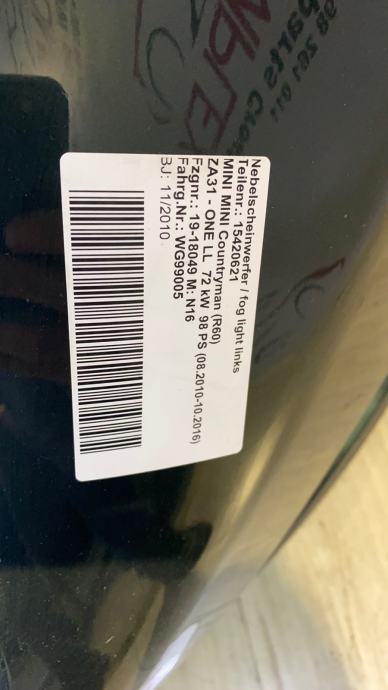 Nebelscheinwerfer / fog light links
Teilenr.: 15420621
MINI MINI Countryman (R60)
ZA31 - ONE LL 72 kW 98 PS (08.2010-10.2016)
Fzgnr.: 19-18049 M: N16
Fahrg.Nr.: WG99005
BJ: 11/2010